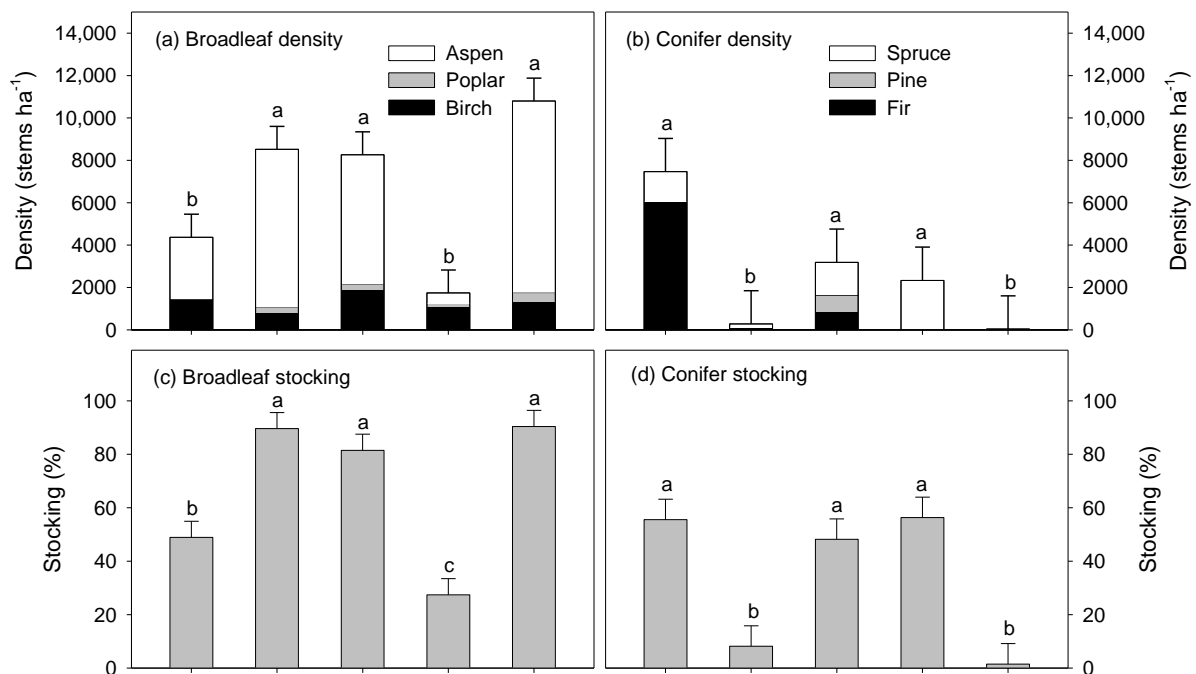 (a) Broadleaf density
Aspen
Poplar
Birch
14,000
12,000
10,000
8000
6000
4000
2000
0
Density (stems ha-1)
b
a
a
b
a
(b) Conifer density
Spruce
Pine
Fir
a
b
a
a
b
14,000
12,000
10,000
8000
6000
4000
2000
0
Density (stems ha-1)
(c) Broadleaf stocking
100
80
60
40
20
0
Stocking (%)
b
a
a
c
a
(d) Conifer stocking
a
b
a
a
b
100
80
60
40
20
0
Stocking (%)